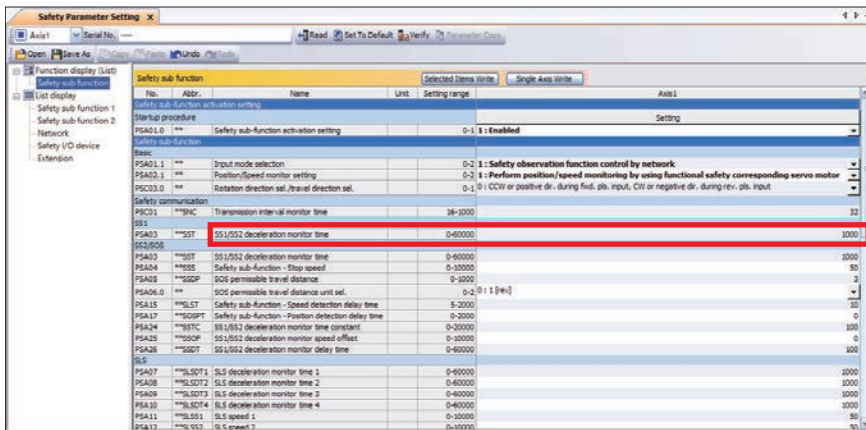 Safety Parameter Setting X
Axis1 Serial No. ---- Read Set To Default Verify Parameter Copy
Open Save As Copy Paste Undo Redo
Function display (List)
Safety sub function
List display
Safety sub function 1
Safety sub function 2
Network
Safety I/O device
Extention
Safety sub function Selected Items Write Single Axis Write
No. Abbr. Name Unit Setting range Axis1
Safety sub-function activation setting
Startup procedure Setting
PSA01.0 ** Safety sub-function activation setting 0-1 1 : Enabled
Safety sub-function
Basic
PSA01.1 ** Input mode selection 0-2 1 : Safety observation function control by network
PSA02.1 ** Position/Speed monitor setting 0-2 1 : Perform position/speed monitoring by using functional safety corresponding servo motor
PSC03.0 ** Rotation direction sel./travel direction sel. 0-1 0 : CCW or positive dir. during fwd. pls. input, CW or negative dir. during rev. pls. input
Safety communication
PSC01 **SNC Transmission interval monitor time 16-1000 32
SS1
PSA03 **SST SS1/SS2 deceleration monitor time 0-60000 1000
SS2/SOS
PSA03 **SST SS1/SS2 deceleration monitor time 0-60000 1000
PSA04 **SSS Safety sub-function - Stop speed 0-10000 50
PSA05 **SSDP SOS permissible travel distance 0-1000 3
PSA06.0 ** SOS permissible travel distance unit sel. 0-2 0 : 1 [rev]
PSA15 **SLST Safety sub-function - Speed detection delay time 5-2000 10
PSA17 **SOSPT Safety sub-function - Position detection delay time 0-2000 0
PSA24 **SSTC SS1/SS2 deceleration monitor time constant 0-20000 100
PSA25 **SSOF SS1/SS2 deceleration monitor speed offset 0-10000 0
PSA26 **SSDT SS1/SS2 deceleration monitor delay time 0-60000 100
SLS
PSA07 **SLSDT1 SLS deceleration monitor time 1 0-60000 1000
PSA08 **SLSDT2 SLS deceleration monitor time 2 0-60000 1000
PSA09 **SLSDT3 SLS deceleration monitor time 3 0-60000 1000
PSA10 **SLSDT4 SLS deceleration monitor time 4 0-60000 1000
PSA11 **SLSS1 SLS speed 1 0-10000 50
PSA12 **SLSS2 SLS speed 2 0-10000 50